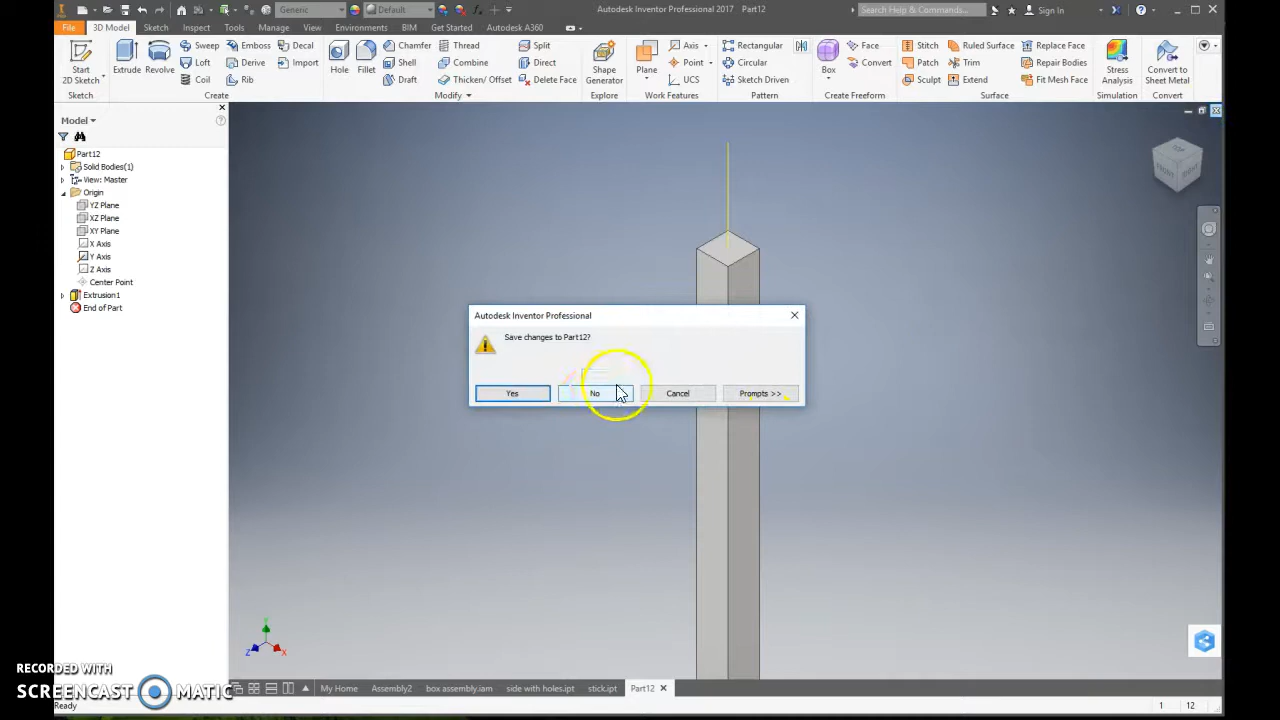 Generic
Default
Autodesk Inventor Professional 2017 Part12
Search Help & Commands...
Sign In
File
3D Model
Sketch
Inspect
Tools
Manage
View
Environments
BIM
Get Started
Autodesk A360
Start
2D Sketch
Extrude
Revolve
Sweep
Loft
Coil
Emboss
Derive
Rib
Decal
Import
Hole
Fillet
Chamfer
Shell
Draft
Thread
Combine
Thicken/ Offset
Split
Direct
Delete Face
Shape
Generator
Plane
Axis
Point
UCS
Rectangular
Circular
Sketch Driven
Box
Face
Convert
Stitch
Patch
Sculpt
Ruled Surface
Trim
Extend
Replace Face
Repair Bodies
Fit Mesh Face
Stress
Analysis
Convert to
Sheet Metal
Sketch
Create
Modify
Explore
Work Features
Pattern
Create Freeform
Surface
Simulation
Convert
Model
Part12
Solid Bodies(1)
View: Master
Origin
YZ Plane
XZ Plane
XY Plane
X Axis
Y Axis
Z Axis
Center Point
Extrusion1
End of Part
TOP
FRONT
RIGHT
Autodesk Inventor Professional
Save changes to Part12?
Yes
No
Cancel
Prompts >>
Y
Z
X
RECORDED WITH
SCREENCAST MATIC
My Home
Assembly2
box assembly.iam
side with holes.ipt
stick.ipt
Part12
Ready
1
12